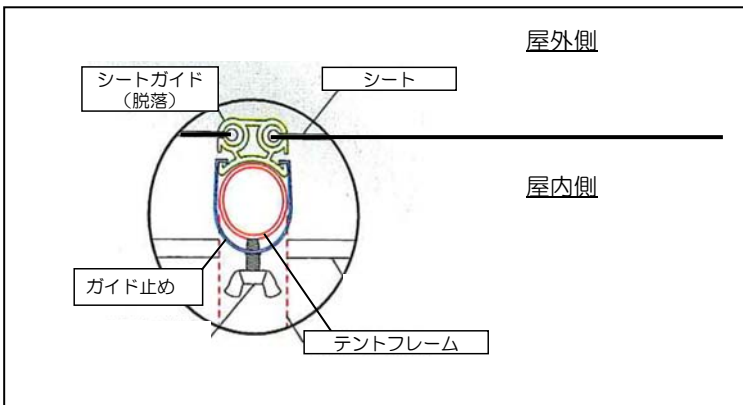 屋外側
シートガイド
（脱落）
シート
屋内側
ガイド止め
テントフレーム